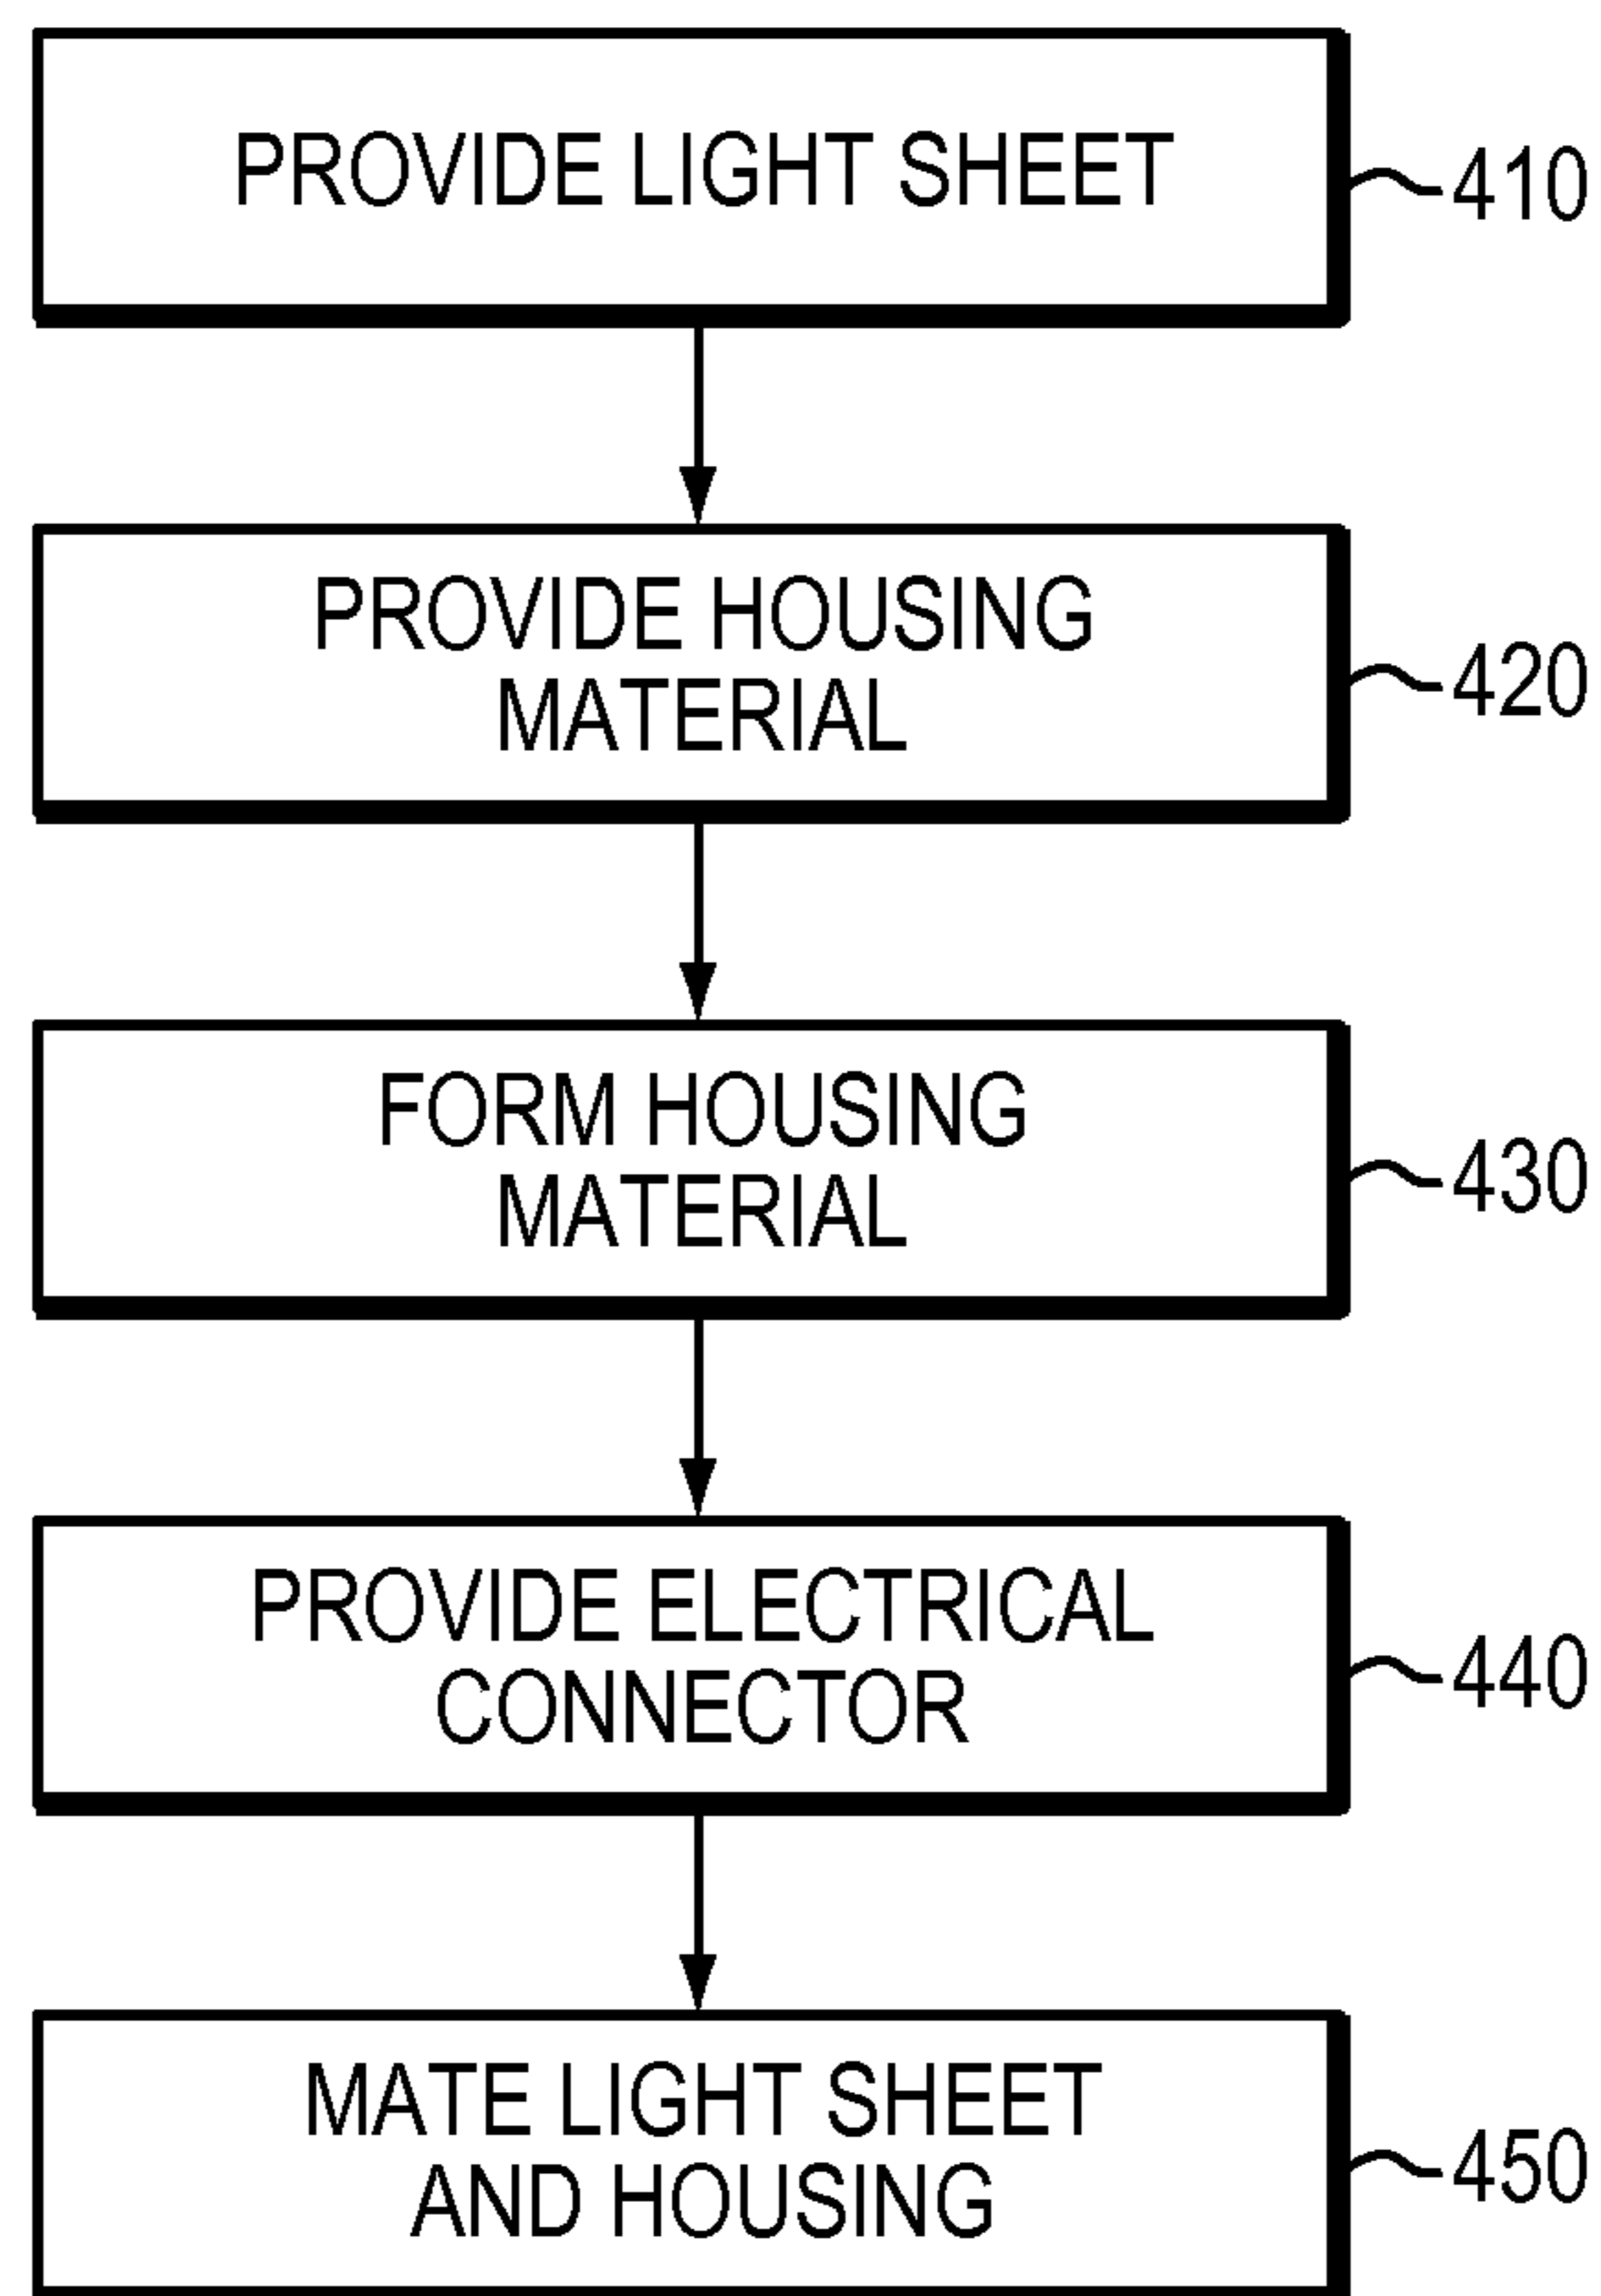 PROVIDE LIGHT SHEET
410
PROVIDE HOUSING
MATERIAL
420
FORM HOUSING
MATERIAL
430
PROVIDE ELECTRICAL
CONNECTOR
440
MATE LIGHT SHEET
AND HOUSING
450